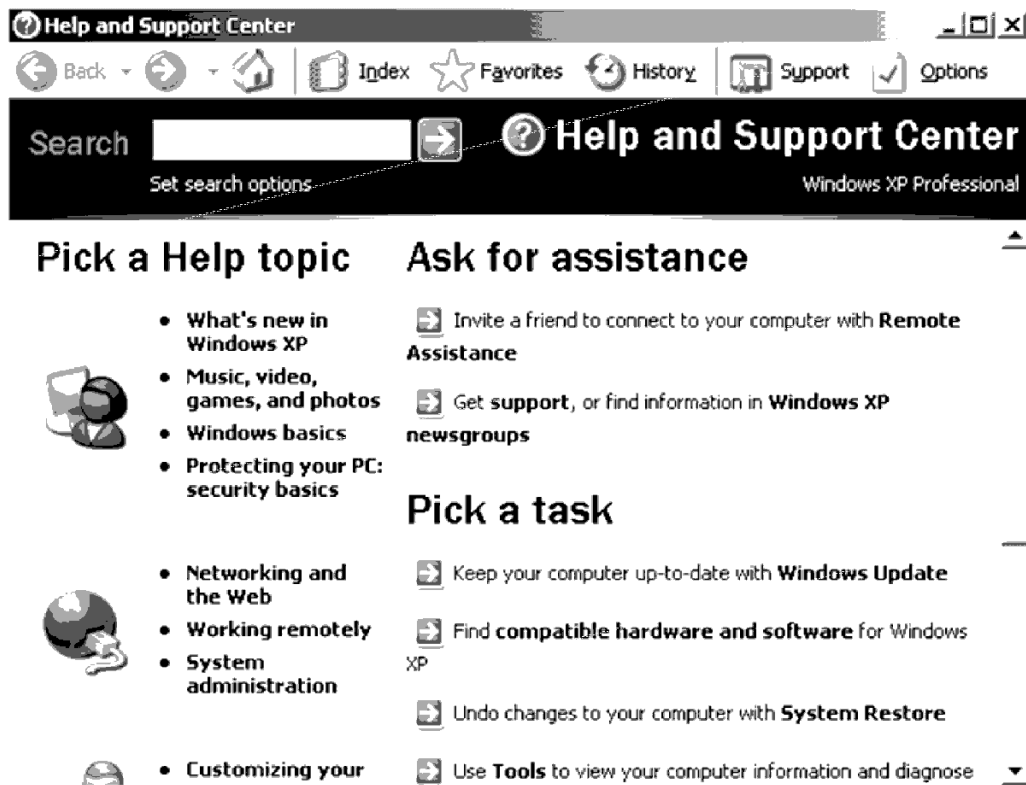 Help and Support Center
Back
Index
Favorites
History
Support
Options
Search
Help and Support Center
Set search options
Windows XP Professional
Pick a Help topic
What's new in
Windows XP
Music, video,
games, and photos
Windows basics
Protecting your PC:
security basics
Networking and
the Web
Working remotely
System
administration
Customizing your
Ask for assistance
Invite a friend to connect to your computer with Remote
Assistance
Get support, or find information in Windows XP
newsgroups
Pick a task
Keep your computer up-to-date with Windows Update
Find compatible hardware and software for Windows
XP
Undo changes to your computer with System Restore
Use Tools to view your computer information and diagnose